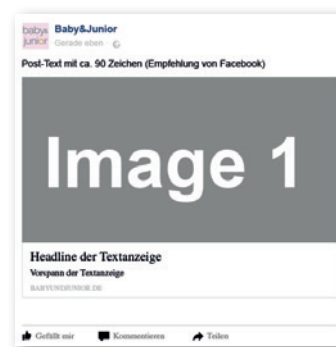 baby&
junior
Baby&Junior
Gerade eben
Post-Text mit ca. 90 Zeichen (Empfehlung von Facebook)
Image 1
Headline der Textanzeige
Vorspann der Textanzeige
BABYUNDJUNIOR.DE
Gefällt mir Kommentieren Teilen